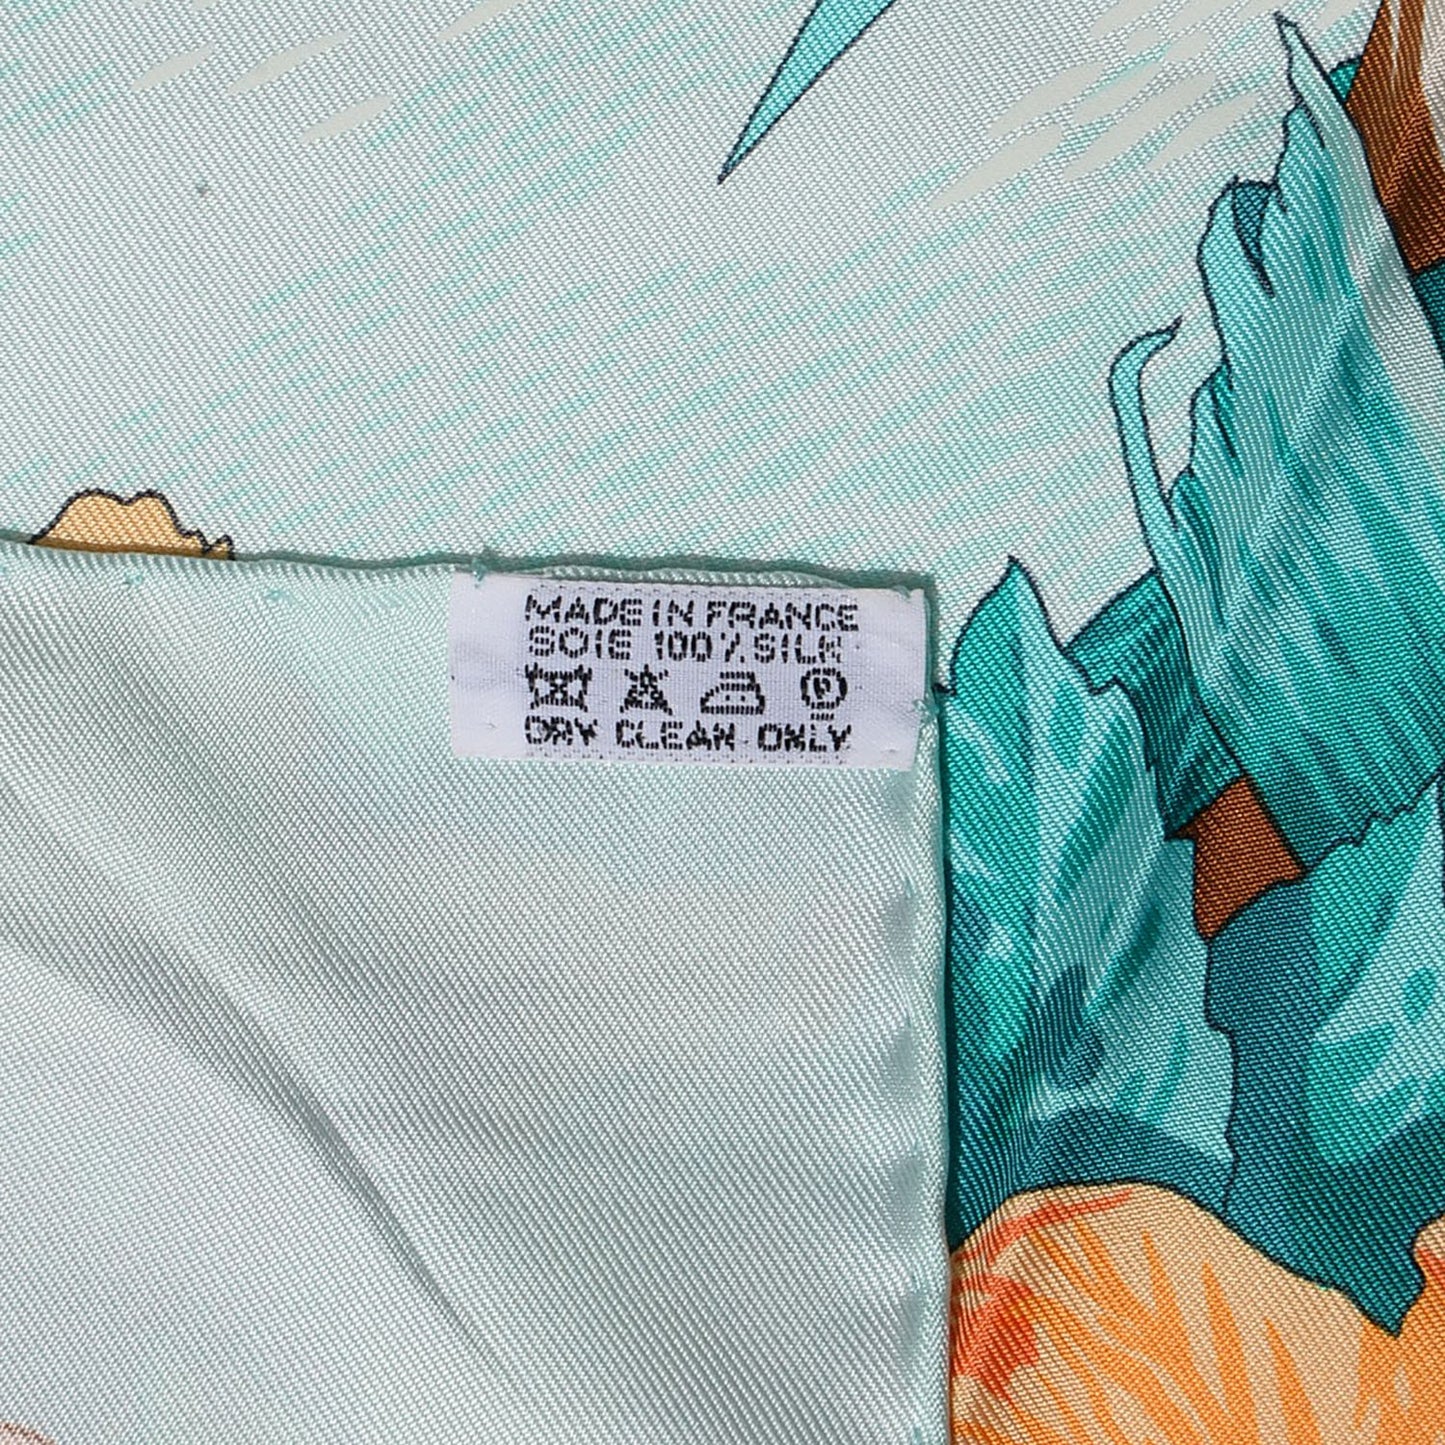 MADE IN FRANCE
SOIE 100% SILK
DRY CLEAN ONLY